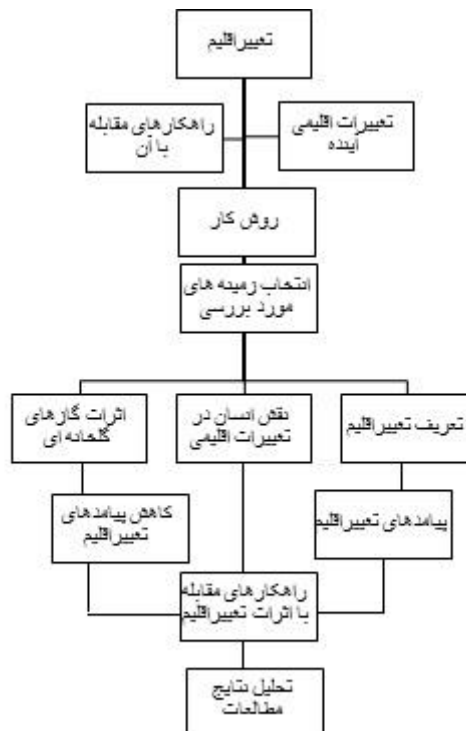 تغییراقلیم
تغییرات اقلیمی
آینده
راهکارهای مقابله
با آن
روش کار
انتخاب زمینه های
مورد بررسی
تعریف تغییراقلیم
نقش انسان در
تغییرات اقلیمی
اثرات گازهای
گلخانه ای
پیامدهای تغییراقلیم
کاهش پیامدهای
تغییراقلیم
راهکارهای مقابله
با اثرات تغییراقلیم
تحلیل نتایج
مطالعات